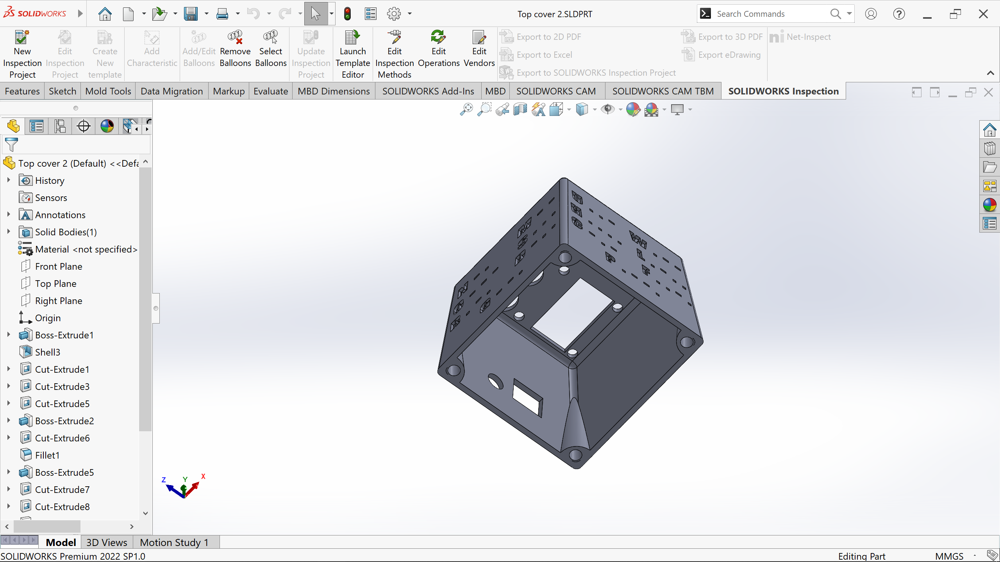 SOLIDWORKS
Top cover 2.SLDPRT
Search Commands
New Inspection Project
Edit Inspection Project
Create New template
Add Characteristic
Add/Edit Balloons
Remove Balloons
Select Balloons
Update Inspection Project
Launch Template Editor
Edit Inspection Methods
Edit Operations
Edit Vendors
Export to 2D PDF
Export to Excel
Export to SOLIDWORKS Inspection Project
Export to 3D PDF
Export eDrawing
Net-Inspect
Features
Sketch
Mold Tools
Data Migration
Markup
Evaluate
MBD Dimensions
SOLIDWORKS Add-Ins
MBD
SOLIDWORKS CAM
SOLIDWORKS CAM TBM
SOLIDWORKS Inspection
Top cover 2 (Default) <<Defa
History
Sensors
Annotations
Solid Bodies(1)
Material <not specified>
Front Plane
Top Plane
Right Plane
Origin
Boss-Extrude1
Shell3
Cut-Extrude1
Cut-Extrude3
Cut-Extrude5
Boss-Extrude2
Cut-Extrude6
Fillet1
Boss-Extrude5
Cut-Extrude7
Cut-Extrude8
Z Y X
Model
3D Views
Motion Study 1
SOLIDWORKS Premium 2022 SP1.0
Editing Part
MMGS